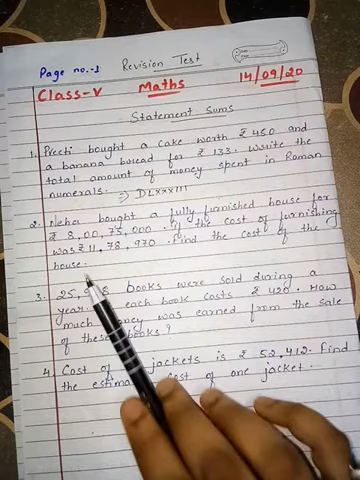 Page no.-1 Revision Test
Class-V Maths 14/09/20
Statement Sums
1. Preeti bought a cake worth ₹ 450 and
a banana bread for ₹ 133. Write the
total amount of money spent in Roman
numerals. ⇒ DLXXXIII
2. Neha bought a fully furnished house for
₹ 8,00,75,000. If the cost of furnishing
was ₹ 11,78,970. Find the cost of the
house.
3. books were sold during a
year. each book costs ₹ 420. How
much was earned from the sale
of these books?
4. Cost of jackets is ₹ 52,412. Find
the cost of one jacket.